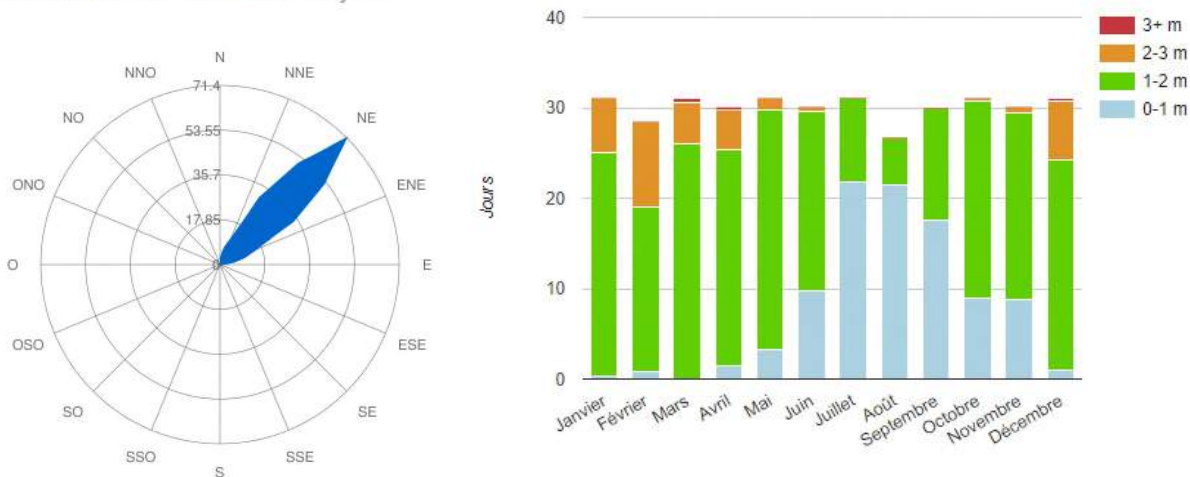 N
NNE
NE
ENE
E
ESE
SE
SSE
S
SSO
SO
OSO
O
ONO
NO
NNO
71.4
53.55
35.7
17.85
0
Jours
40
30
20
10
0
Janvier
Février
Mars
Avril
Mai
Juin
Juillet
Août
Septembre
Octobre
Novembre
Décembre
3+ m
2-3 m
1-2 m
0-1 m